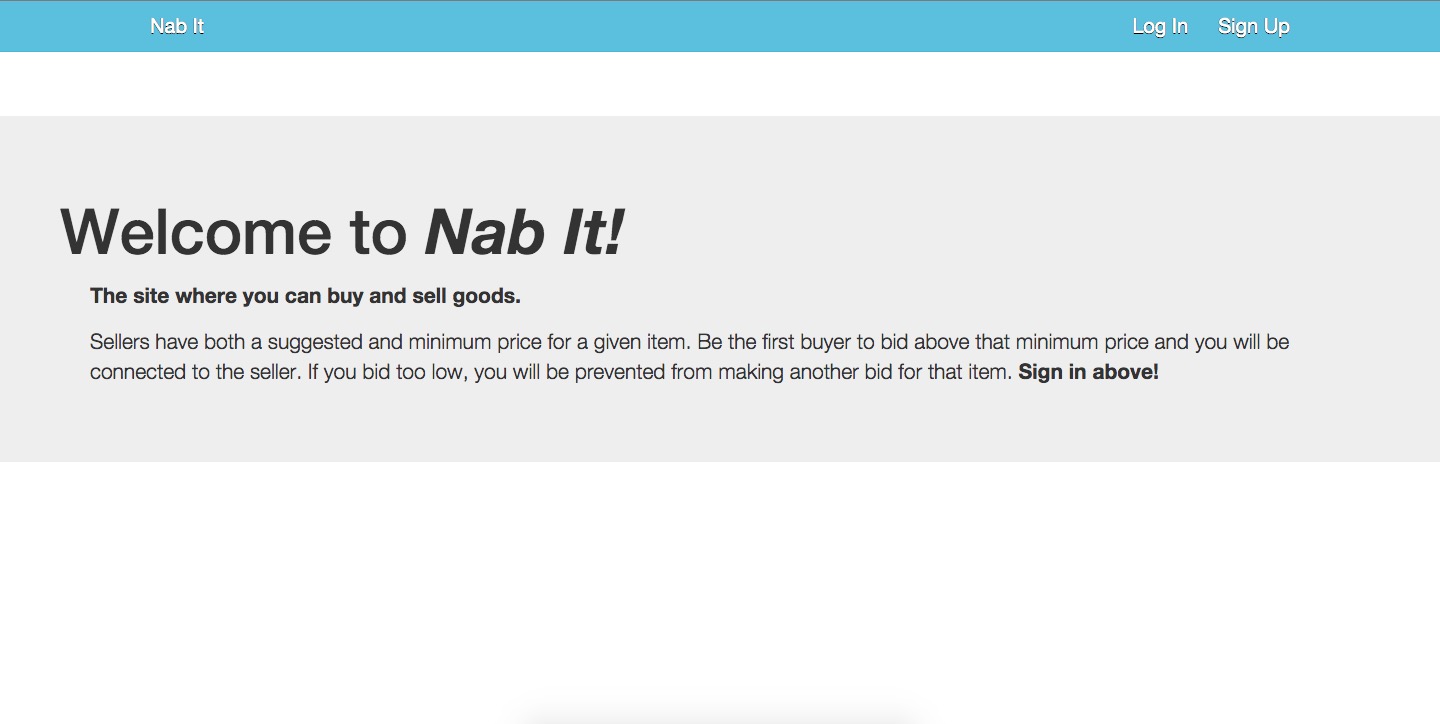 Nab It
Log In
Sign Up
Welcome to Nab It!
The site where you can buy and sell goods.
Sellers have both a suggested and minimum price for a given item. Be the first buyer to bid above that minimum price and you will be
connected to the seller. If you bid too low, you will be prevented from making another bid for that item. Sign in above!